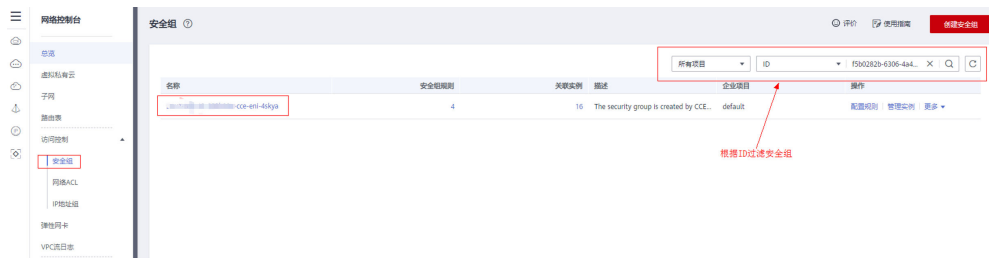 网络控制台
安全组
评价
使用指南
创建安全组
总览
虚拟私有云
子网
路由表
访问控制
安全组
网络ACL
IP地址组
弹性网卡
VPC流日志
所有项目
ID
f5b0282b-6306-4a4...
名称 安全组规则 关联实例 描述 企业项目 操作
-cce-eni-4skya 4 16 The security group is created by CCE... default 配置规则 管理实例 更多
根据ID过滤安全组